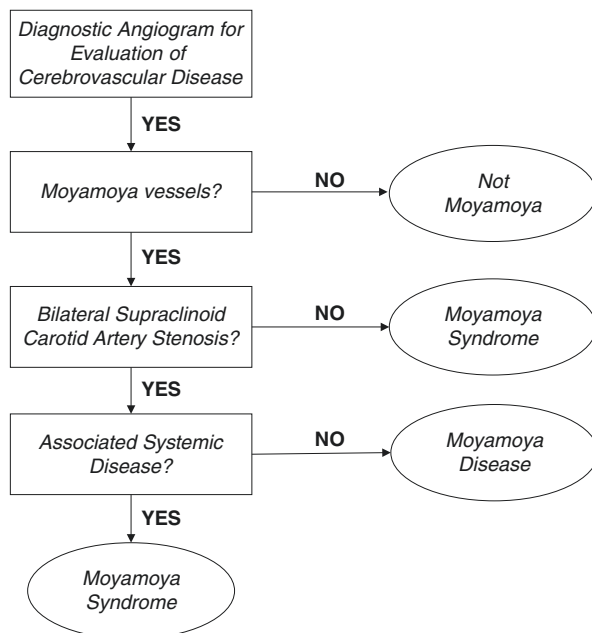 Diagnostic Angiogram for
Evaluation of
Cerebrovascular Disease
YES
Moyamoya vessels?
NO
Not
Moyamoya
YES
Bilateral Supraclinoid
Carotid Artery Stenosis?
NO
Moyamoya
Syndrome
YES
Associated Systemic
Disease?
NO
Moyamoya
Disease
YES
Moyamoya
Syndrome